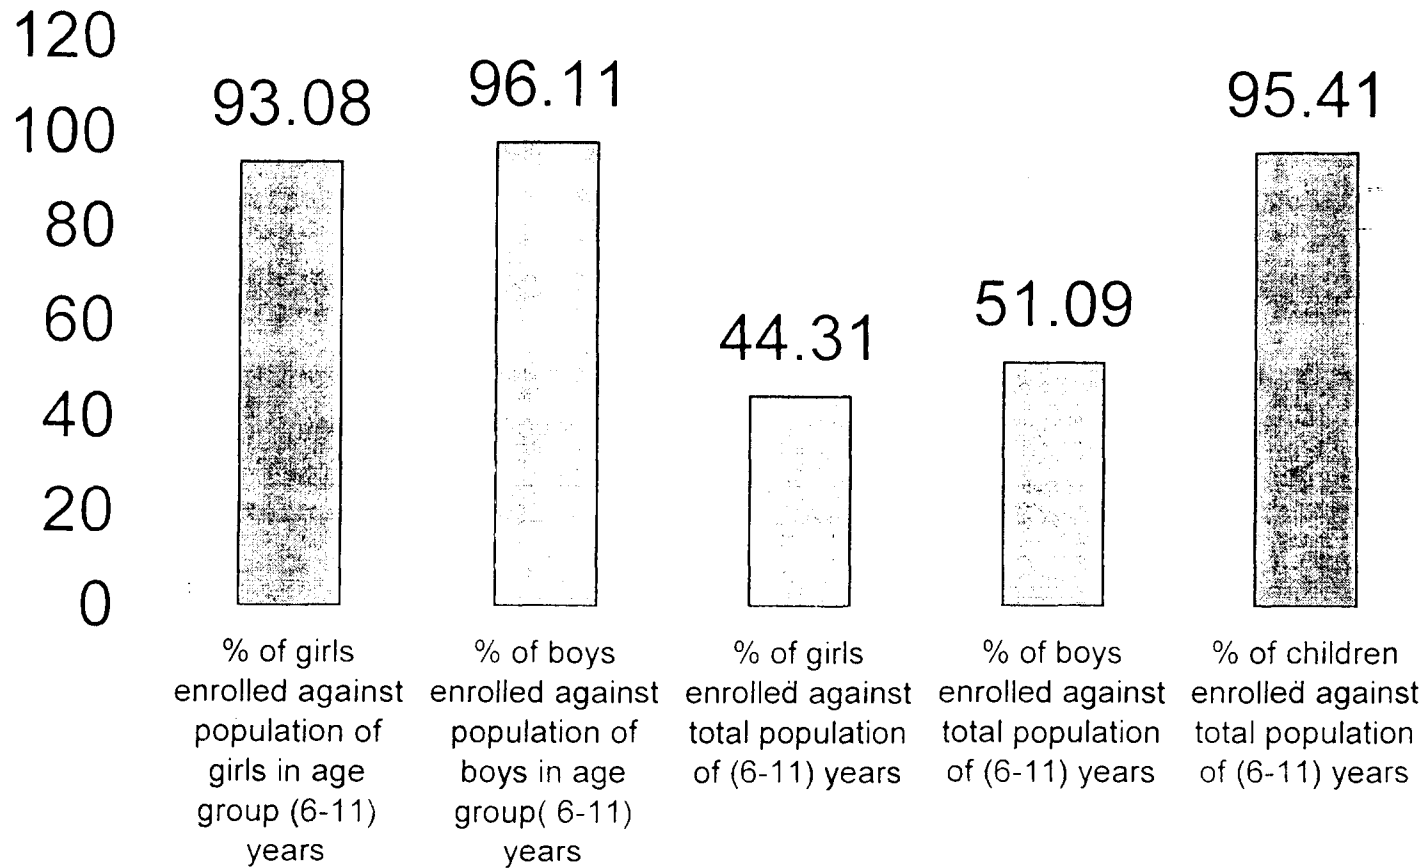 120
100
80
60
40
20
0
93.08
96.11
44.31
51.09
95.41
% of girls
enrolled against
population of
girls in age
group (6-11)
years
% of boys
enrolled against
population of
boys in age
group( 6-11)
years
% of girls
enrolled against
total population
of (6-11) years
% of boys
enrolled against
total population
of (6-11) years
% of children
enrolled against
total population
of (6-11) years